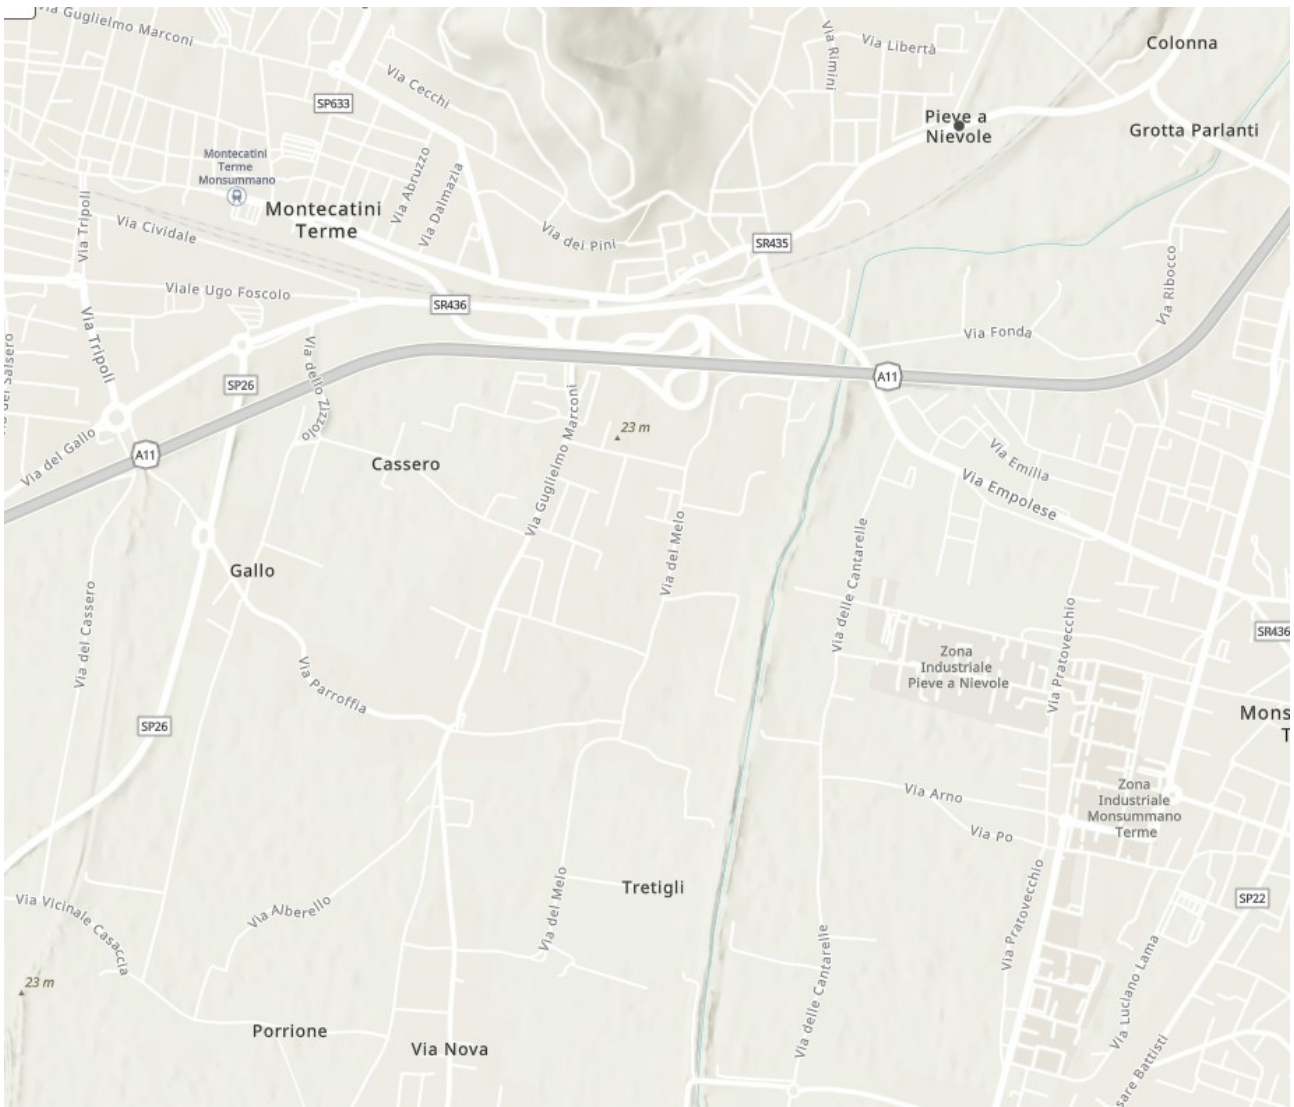 Via Guglielmo Marconi
Via Cecchi
SP633
Via Rimini
Via Libertà
Colonna
Pieve a
Nievole
Grotta Parlanti
Montecatini
Terme
Monsummano
Via Abruzzo
Via Dalmazia
Montecatini
Terme
Via Tripoli
Via Cividale
Via dei Pini
SR435
Via Ribocco
Viale Ugo Foscolo
SR436
Via Fonda
Via Tripoli
Via dello Zizzolo
SP26
A11
Via del Gallo
A11
Via Guglielmo Marconi
23 m
Cassero
Via Emilia
Via Empolese
Via del Melo
Via delle Cantarelle
Gallo
Via del Cassero
Via Pratovecchio
SR436
Zona
Industriale
Pieve a Nievole
Via Parroffia
SP26
Mons
T
Via Arno
Via Po
Zona
Industriale
Monsummano
Terme
Tretigli
Via del Melo
Via Alberello
Via Vicinale Casaccia
Via Pratovecchio
SP22
Via delle Cantarelle
Via Luciano Lama
23 m
Porrione
Via Nova
sare Battisti